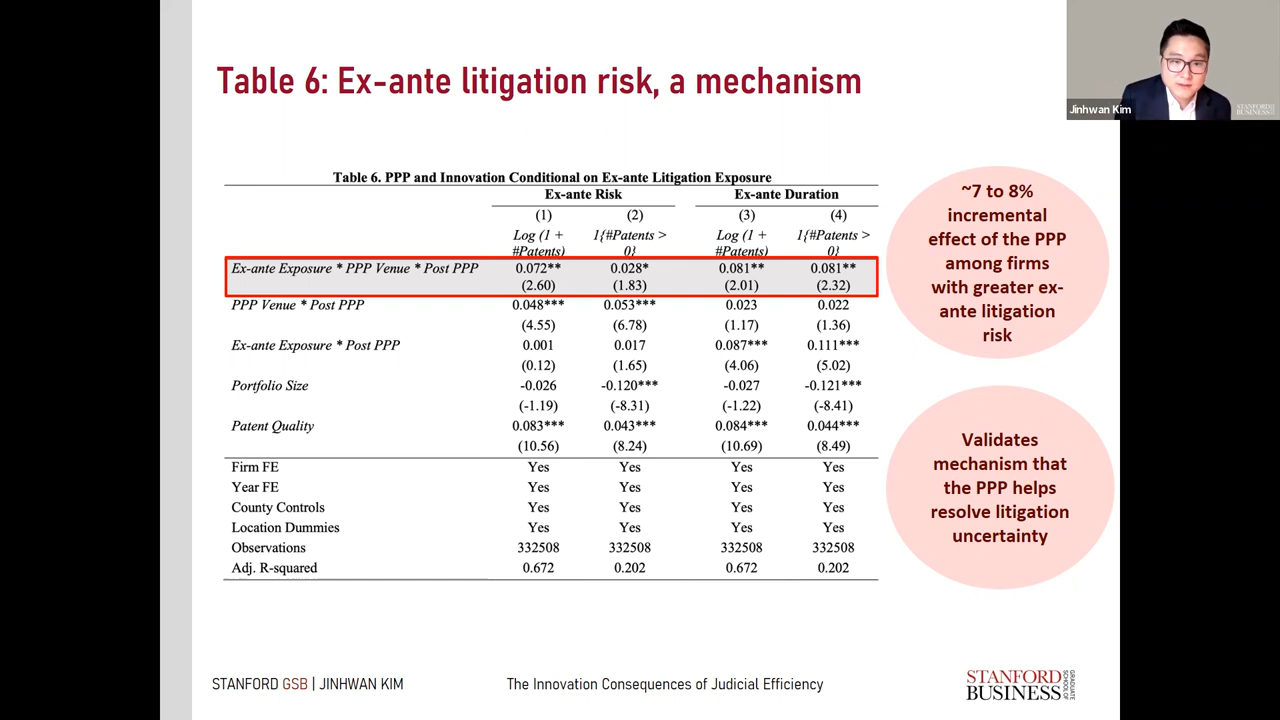 Table 6: Ex-ante litigation risk, a mechanism
Jinhwan Kim
STANFORD
BUSINESS
Table 6. PPP and Innovation Conditional on Ex-ante Litigation Exposure
Ex-ante Risk Ex-ante Duration
(1) (2) (3) (4)
Log (1 + 1{#Patents > Log (1 + 1{#Patents >
#Patents) 0} #Patents) 0}
Ex-ante Exposure * PPP Venue * Post PPP 0.072** 0.028* 0.081** 0.081**
(2.60) (1.83) (2.01) (2.32)
PPP Venue * Post PPP 0.048*** 0.053*** 0.023 0.022
(4.55) (6.78) (1.17) (1.36)
Ex-ante Exposure * Post PPP 0.001 0.017 0.087*** 0.111***
(0.12) (1.65) (4.06) (5.02)
Portfolio Size -0.026 -0.120*** -0.027 -0.121***
(-1.19) (-8.31) (-1.22) (-8.41)
Patent Quality 0.083*** 0.043*** 0.084*** 0.044***
(10.56) (8.24) (10.69) (8.49)
Firm FE Yes Yes Yes Yes
Year FE Yes Yes Yes Yes
County Controls Yes Yes Yes Yes
Location Dummies Yes Yes Yes Yes
Observations 332508 332508 332508 332508
Adj. R-squared 0.672 0.202 0.672 0.202
~7 to 8%
incremental
effect of the PPP
among firms
with greater ex-
ante litigation
risk
Validates
mechanism that
the PPP helps
resolve litigation
uncertainty
STANFORD GSB | JINHWAN KIM
The Innovation Consequences of Judicial Efficiency
STANFORD
BUSINESS
GRADUATE
SCHOOL OF